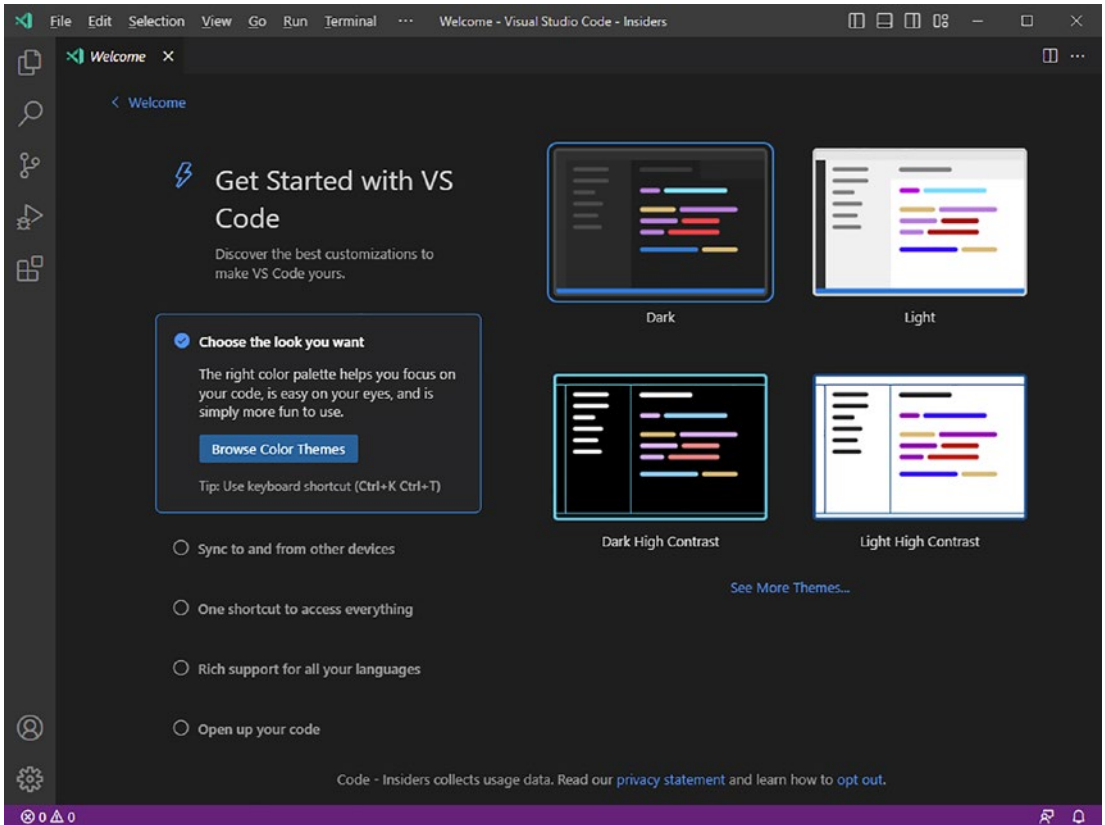 File Edit Selection View Go Run Terminal ··· Welcome - Visual Studio Code - Insiders
Welcome
Welcome
Get Started with VS
Code
Discover the best customizations to
make VS Code yours.
Choose the look you want
The right color palette helps you focus on
your code, is easy on your eyes, and is
simply more fun to use.
Browse Color Themes
Tip: Use keyboard shortcut (Ctrl+K Ctrl+T)
Sync to and from other devices
One shortcut to access everything
Rich support for all your languages
Open up your code
Dark
Light
Dark High Contrast
Light High Contrast
See More Themes...
Code - Insiders collects usage data. Read our privacy statement and learn how to opt out.
0 0